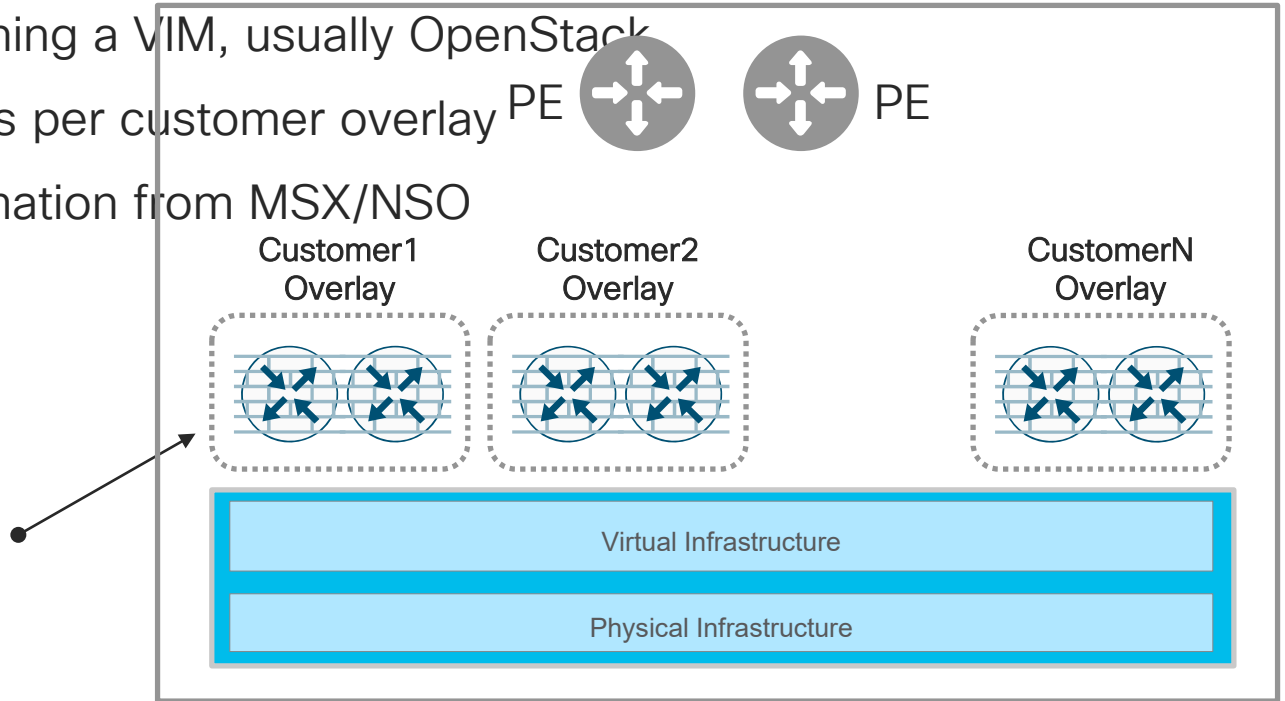 ning a VIM, usually OpenStack
s per customer overlay
PE
PE
nation from MSX/NSO
Customer1
Overlay
Customer2
Overlay
CustomerN
Overlay
Virtual Infrastructure
Physical Infrastructure